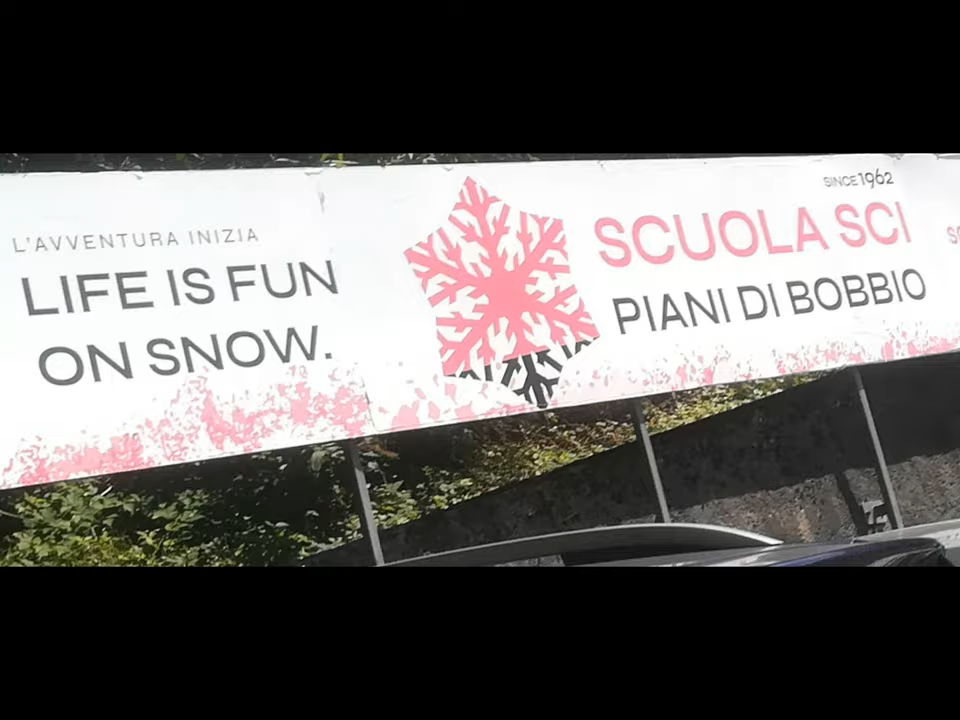 L'AVVENTURA INIZIA
LIFE IS FUN
ON SNOW.
SINCE 1962
SCUOLA SCI
PIANI DI BOBBIO